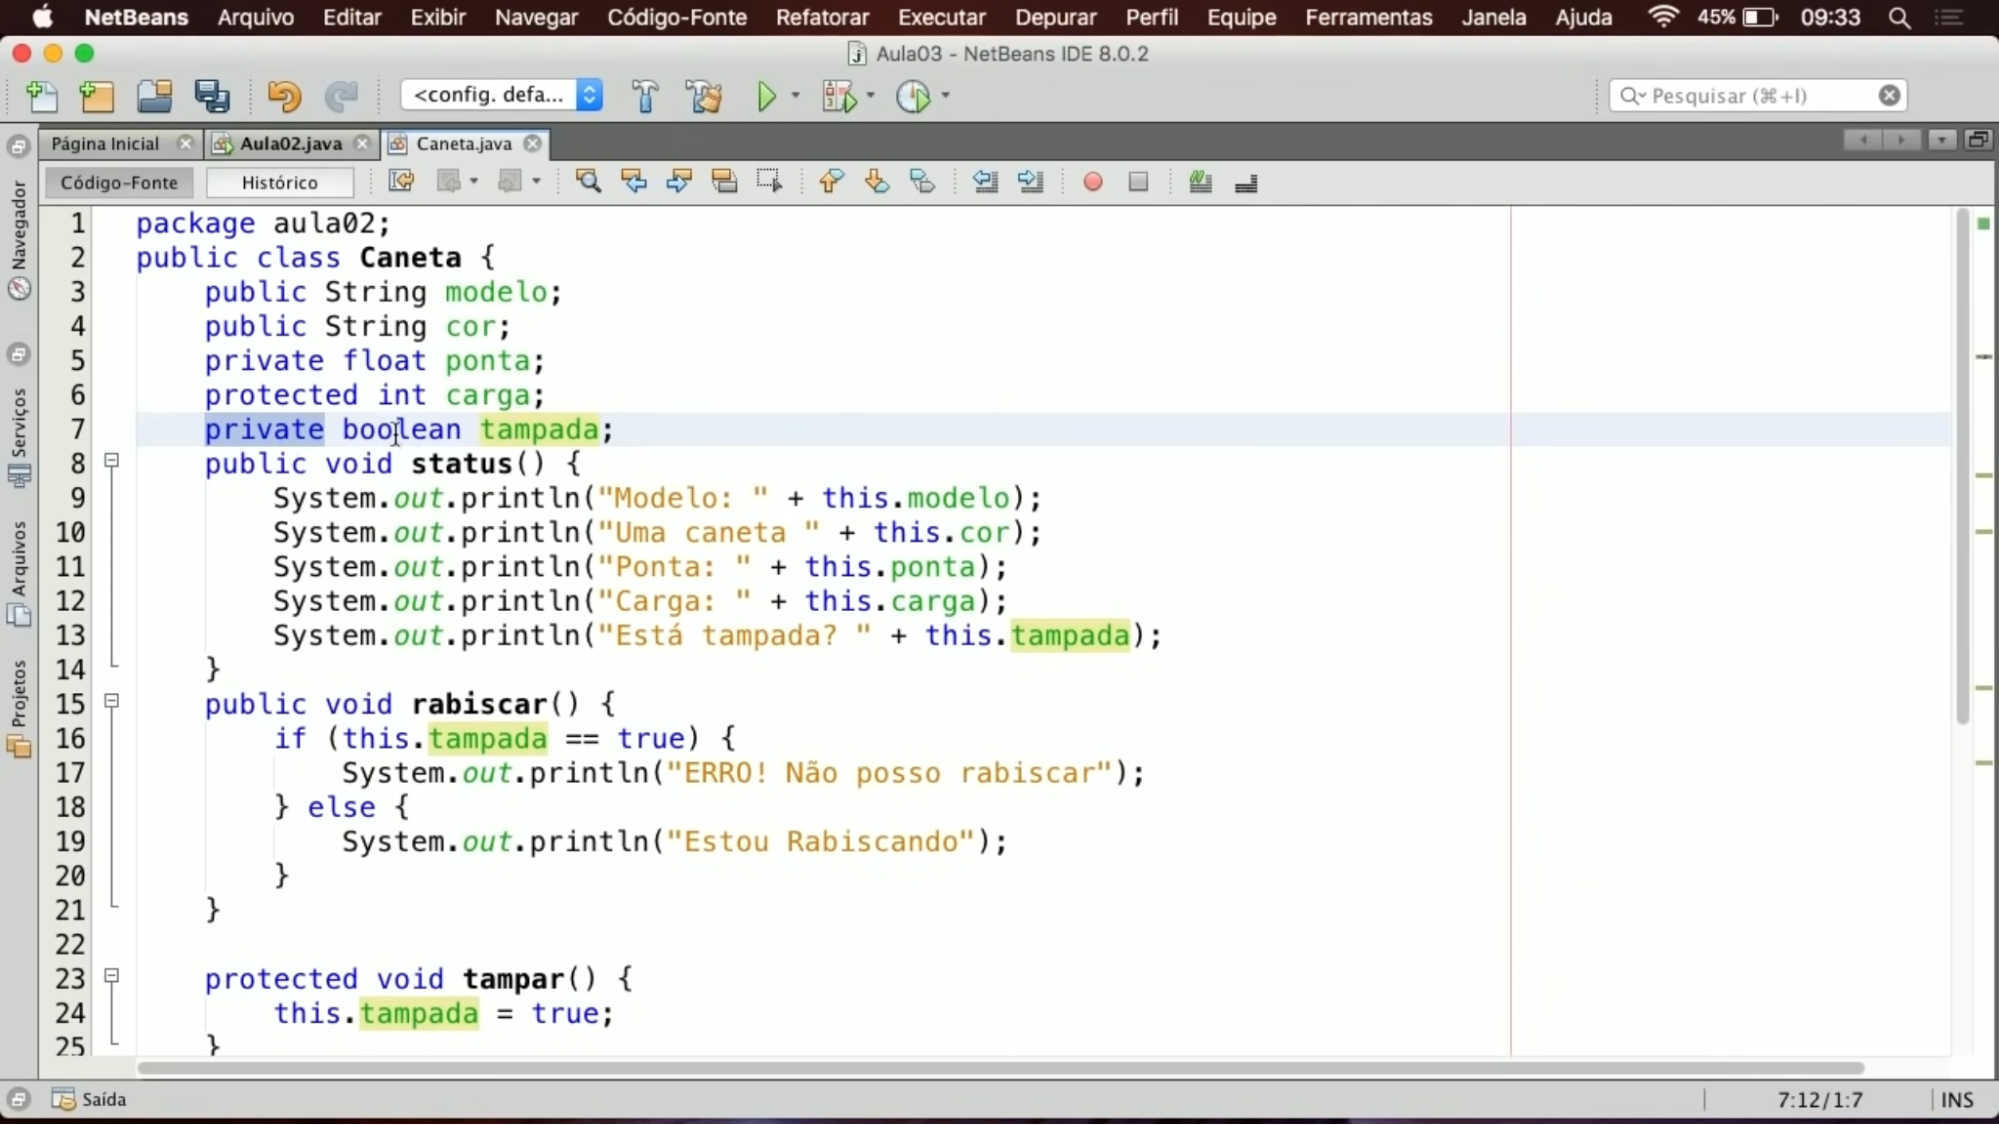 NetBeans Arquivo Editar Exibir Navegar Código-Fonte Refatorar Executar Depurar Perfil Equipe Ferramentas Janela Ajuda 45% 09:33
Aula03 - NetBeans IDE 8.0.2
<config. defa... Pesquisar (⌘+I)
Página Inicial Aula02.java Caneta.java
Código-Fonte Histórico
Navegador
Serviços
Arquivos
Projetos
1 package aula02;
2 public class Caneta {
3 public String modelo;
4 public String cor;
5 private float ponta;
6 protected int carga;
7 private boolean tampada;
8 public void status() {
9 System.out.println("Modelo: " + this.modelo);
10 System.out.println("Uma caneta " + this.cor);
11 System.out.println("Ponta: " + this.ponta);
12 System.out.println("Carga: " + this.carga);
13 System.out.println("Está tampada? " + this.tampada);
14 }
15 public void rabiscar() {
16 if (this.tampada == true) {
17 System.out.println("ERRO! Não posso rabiscar");
18 } else {
19 System.out.println("Estou Rabiscando");
20 }
21 }
22
23 protected void tampar() {
24 this.tampada = true;
25 }
Saída 7:12/1:7 INS